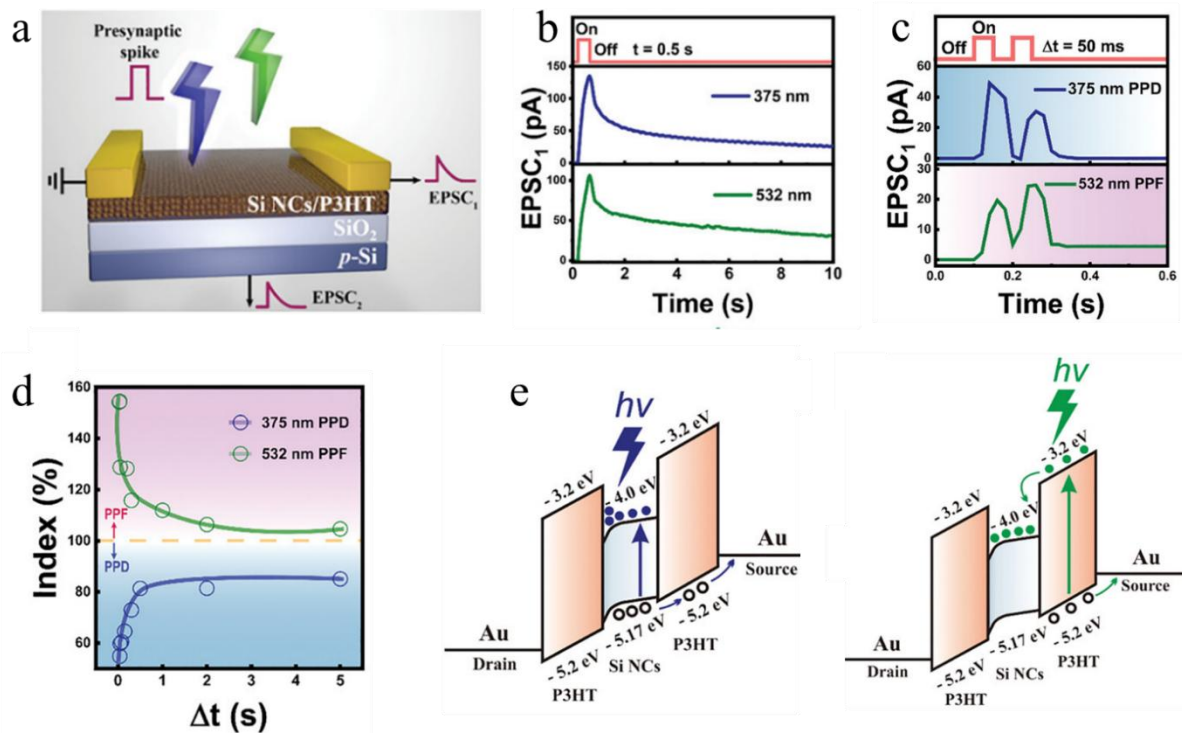 a
Presynaptic
spike
EPSC₁
Si NCs/P3HT
SiO₂
p-Si
EPSC₂
b
On
Off t = 0.5 s
150
100
50
0
375 nm
150
100
50
0
532 nm
EPSC₁ (pA)
0 2 4 6 8 10
Time (s)
c
On
Off Δt = 50 ms
60
40
20
0
375 nm PPD
30
20
10
0
532 nm PPF
EPSC₁ (pA)
0.0 0.2 0.4 0.6
Time (s)
d
160
140
120
100
80
60
375 nm PPD
532 nm PPF
PPF
PPD
Index (%)
0 1 2 3 4 5
Δt (s)
e
hv
- 3.2 eV
- 4.0 eV
- 3.2 eV
Au
Source
Au
Drain
- 5.2 eV
P3HT
- 5.17 eV
Si NCs
- 5.2 eV
P3HT
hv
- 3.2 eV
- 4.0 eV
- 3.2 eV
Au
Source
Au
Drain
- 5.2 eV
P3HT
- 5.17 eV
Si NCs
- 5.2 eV
P3HT